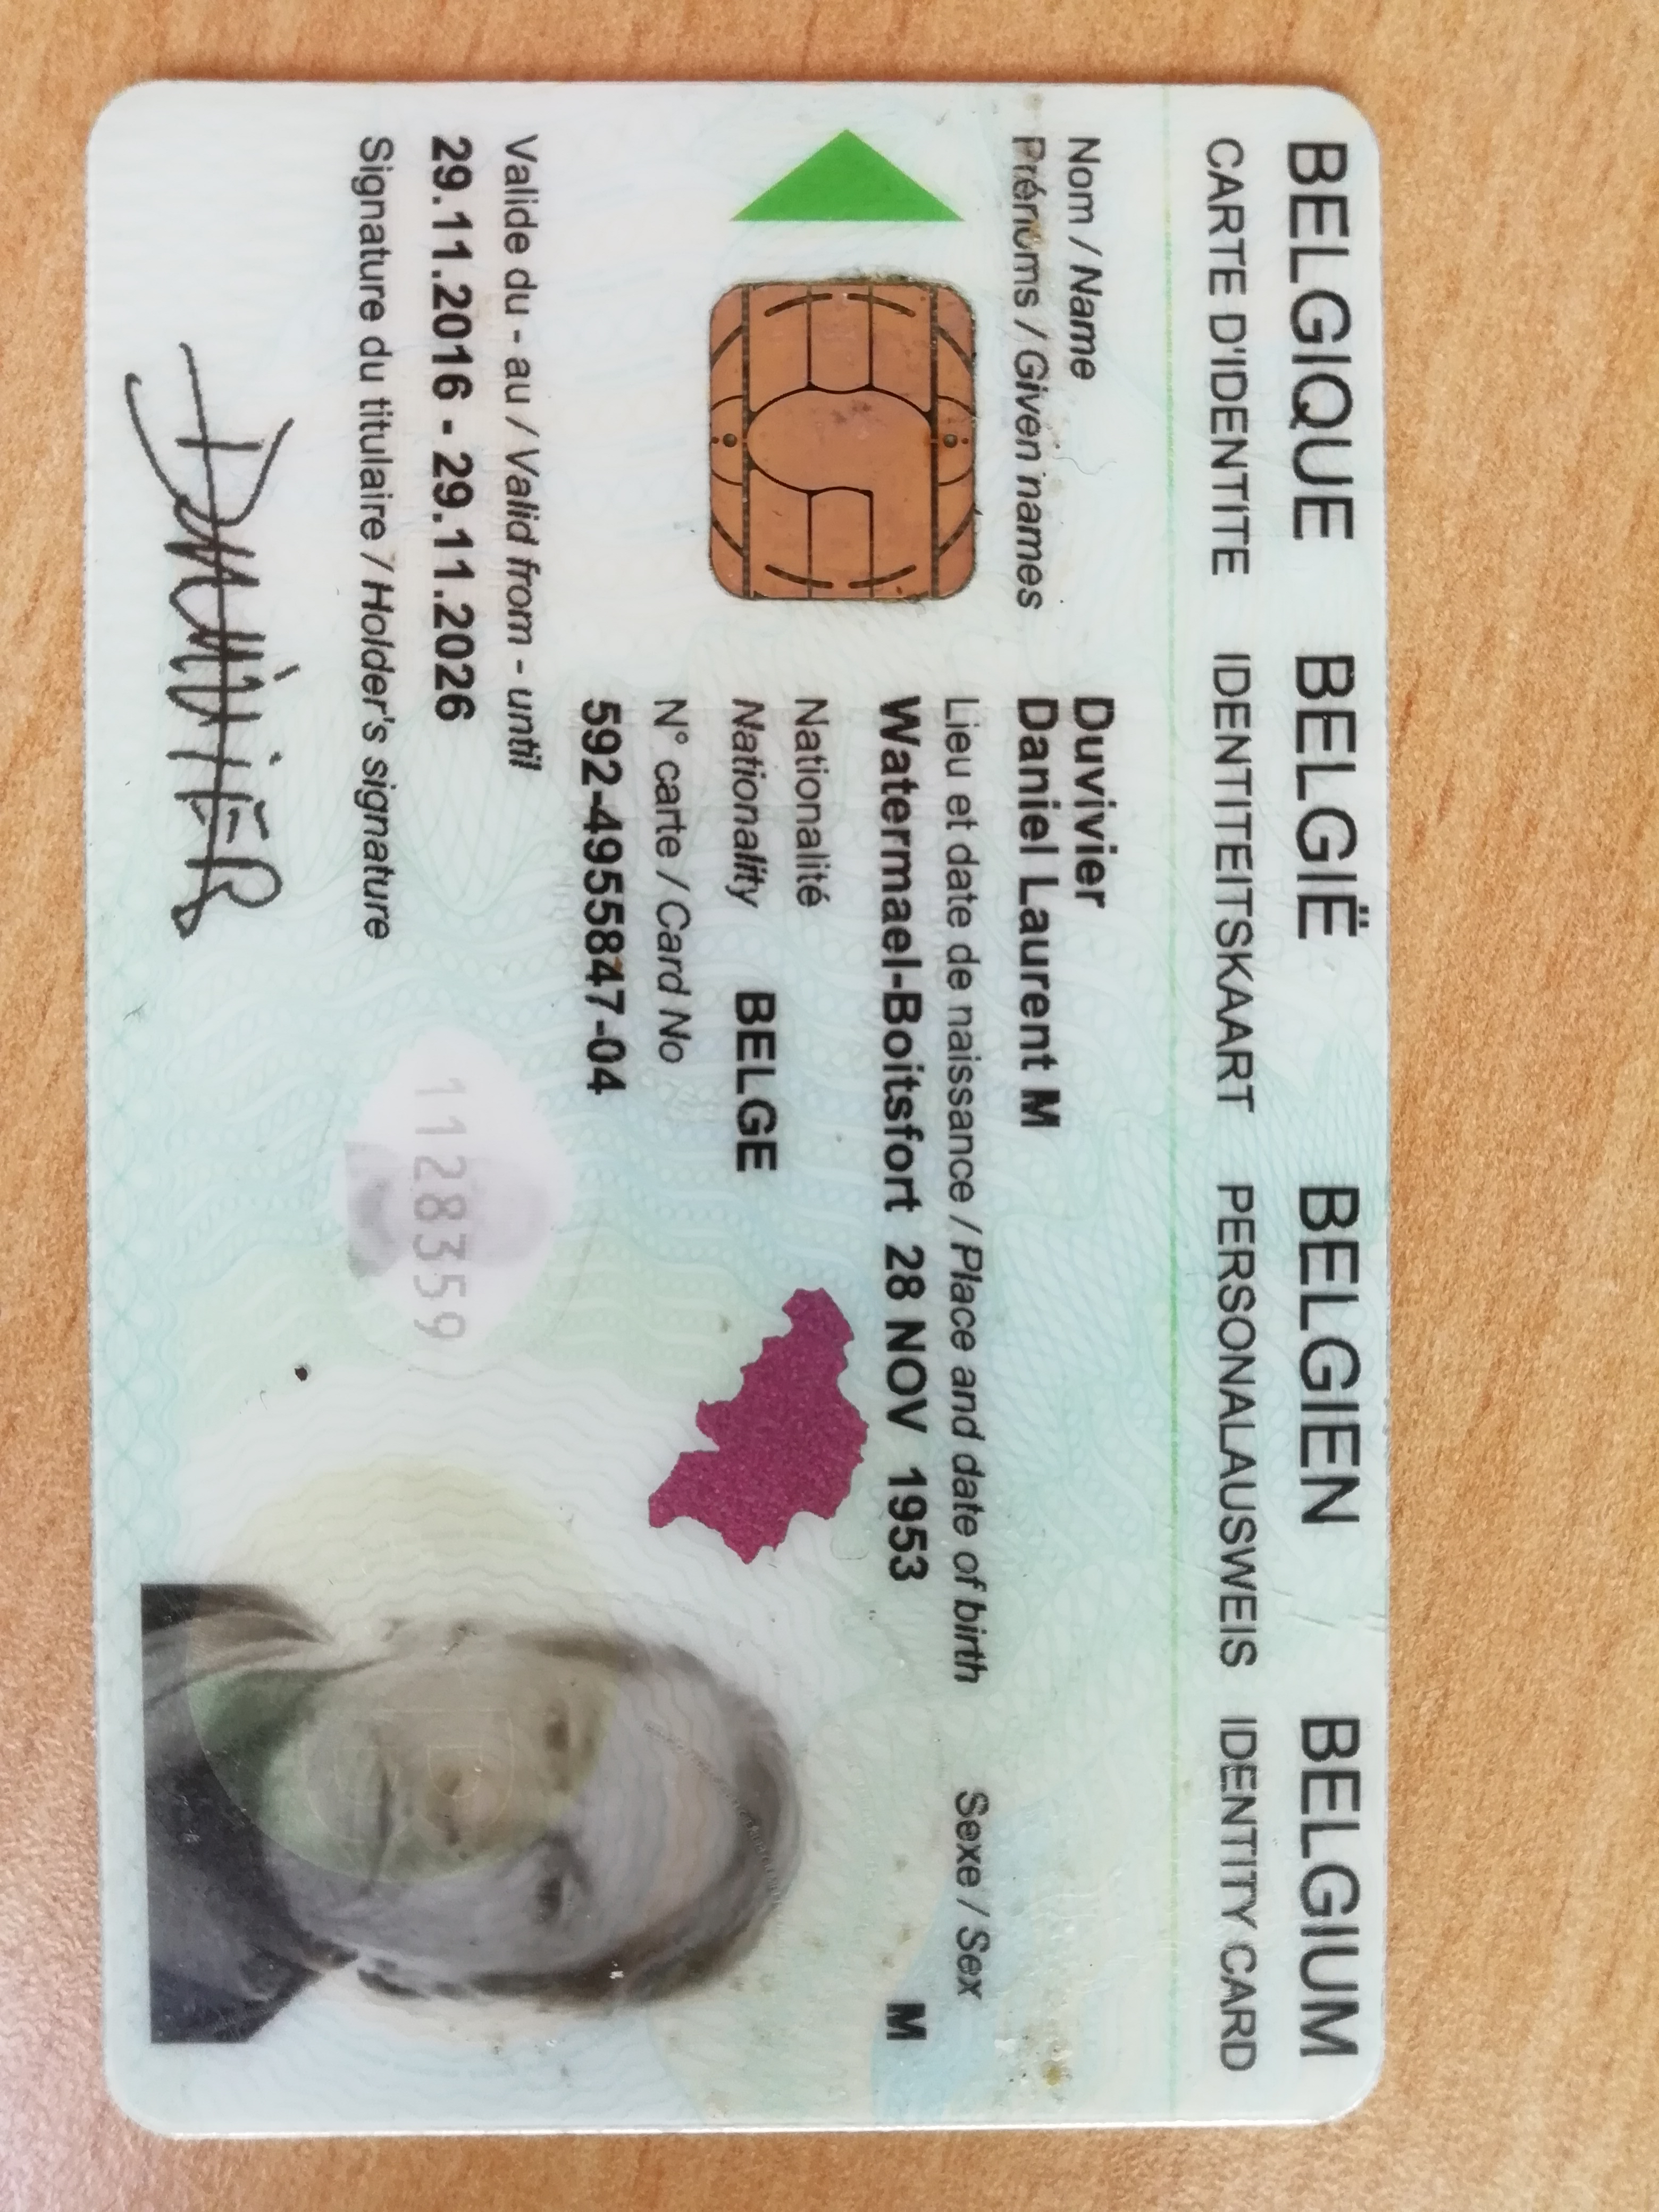 BELGIQUE BELGIË BELGIEN BELGIUM
CARTE D'IDENTITE IDENTITEITSKAART PERSONALAUSWEIS IDENTITY CARD
Nom / Name Duvivier
Prénoms / Given names Daniel Laurent M
Lieu et date de naissance / Place and date of birth Sexe / Sex
Watermael-Boitsfort 28 NOV 1953 M
Nationalité
Nationality BELGE
N° carte / Card No
592-4955847-04
Valide du - au / Valid from - until
29.11.2016 - 29.11.2026
Signature du titulaire / Holder's signature
1128359
DUVIVIER